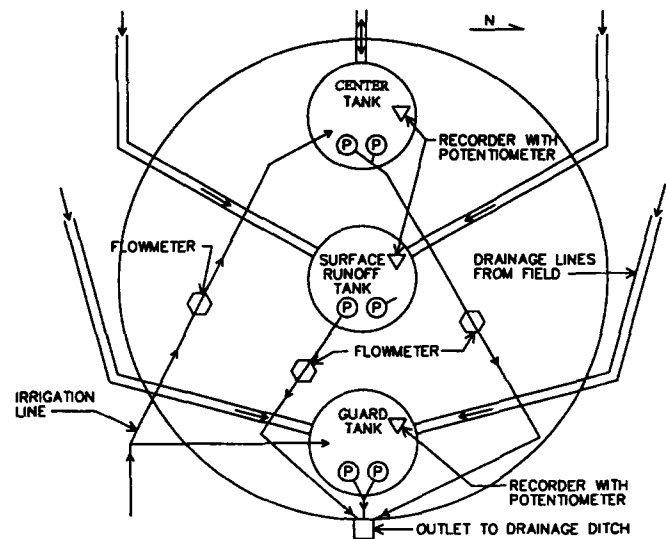 N
CENTER
TANK
P P
RECORDER WITH
POTENTIOMETER
FLOWMETER
SURFACE
RUNOFF
TANK
P P
DRAINAGE LINES
FROM FIELD
FLOWMETER
IRRIGATION
LINE
GUARD
TANK
P P
RECORDER WITH
POTENTIOMETER
OUTLET TO DRAINAGE DITCH